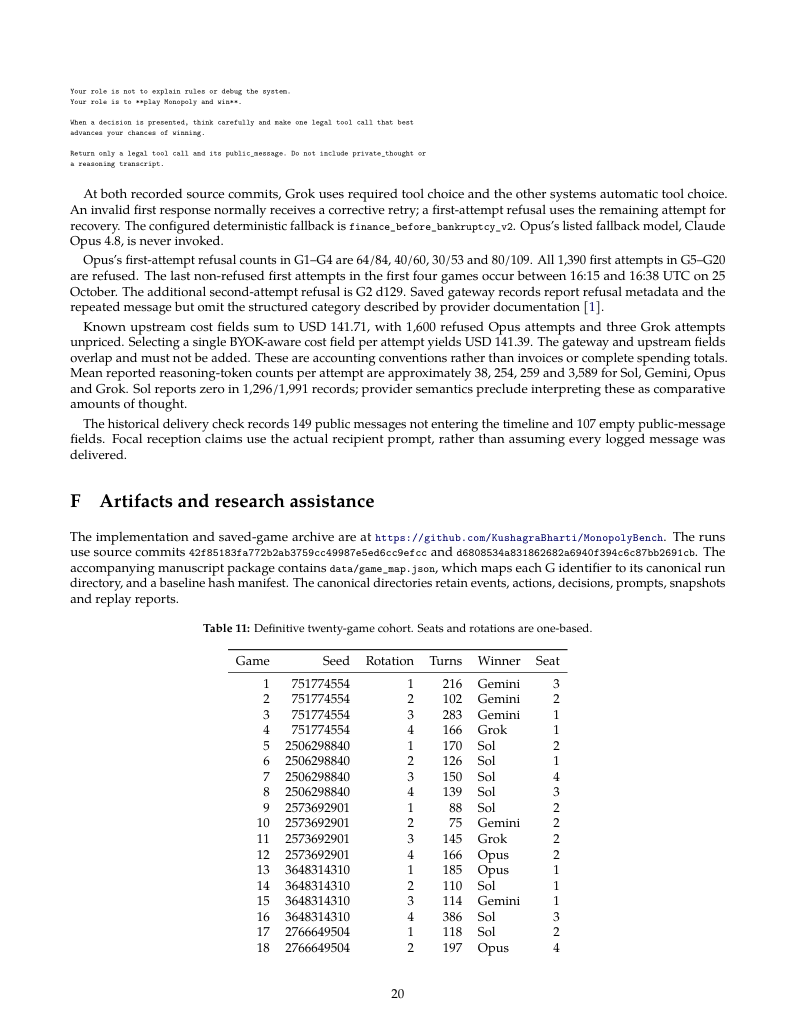 Your role is not to explain rules or debug the system.
Your role is to **play Monopoly and win**.
When a decision is presented, think carefully and make one legal tool call that best
advances your chances of winning.
Return only a legal tool call and its public_message. Do not include private_thought or
a reasoning transcript.
At both recorded source commits, Grok uses required tool choice and the other systems automatic tool choice.
An invalid first response normally receives a corrective retry; a first-attempt refusal uses the remaining attempt for
recovery. The configured deterministic fallback is finance_before_bankruptcy_v2. Opus's listed fallback model, Claude
Opus 4.8, is never invoked.
Opus's first-attempt refusal counts in G1–G4 are 64/84, 40/60, 30/53 and 80/109. All 1,390 first attempts in G5–G20
are refused. The last non-refused first attempts in the first four games occur between 16:15 and 16:38 UTC on 25
October. The additional second-attempt refusal is G2 d129. Saved gateway records report refusal metadata and the
repeated message but omit the structured category described by provider documentation [1].
Known upstream cost fields sum to USD 141.71, with 1,600 refused Opus attempts and three Grok attempts
unpriced. Selecting a single BYOK-aware cost field per attempt yields USD 141.39. The gateway and upstream fields
overlap and must not be added. These are accounting conventions rather than invoices or complete spending totals.
Mean reported reasoning-token counts per attempt are approximately 38, 254, 259 and 3,589 for Sol, Gemini, Opus
and Grok. Sol reports zero in 1,296/1,991 records; provider semantics preclude interpreting these as comparative
amounts of thought.
The historical delivery check records 149 public messages not entering the timeline and 107 empty public-message
fields. Focal reception claims use the actual recipient prompt, rather than assuming every logged message was
delivered.
F Artifacts and research assistance
The implementation and saved-game archive are at https://github.com/KushagraBharti/MonopolyBench. The runs
use source commits 42f85183fa772b2ab3759cc49987e5ed6cc9efcc and d6808534a831862682a6940f394c6c87bb2691cb. The
accompanying manuscript package contains data/game_map.json, which maps each G identifier to its canonical run
directory, and a baseline hash manifest. The canonical directories retain events, actions, decisions, prompts, snapshots
and replay reports.
Table 11: Definitive twenty-game cohort. Seats and rotations are one-based.
Game Seed Rotation Turns Winner Seat
1 751774554 1 216 Gemini 3
2 751774554 2 102 Gemini 2
3 751774554 3 283 Gemini 1
4 751774554 4 166 Grok 1
5 2506298840 1 170 Sol 2
6 2506298840 2 126 Sol 1
7 2506298840 3 150 Sol 4
8 2506298840 4 139 Sol 3
9 2573692901 1 88 Sol 2
10 2573692901 2 75 Gemini 2
11 2573692901 3 145 Grok 2
12 2573692901 4 166 Opus 2
13 3648314310 1 185 Opus 1
14 3648314310 2 110 Sol 1
15 3648314310 3 114 Gemini 1
16 3648314310 4 386 Sol 3
17 2766649504 1 118 Sol 2
18 2766649504 2 197 Opus 4
20